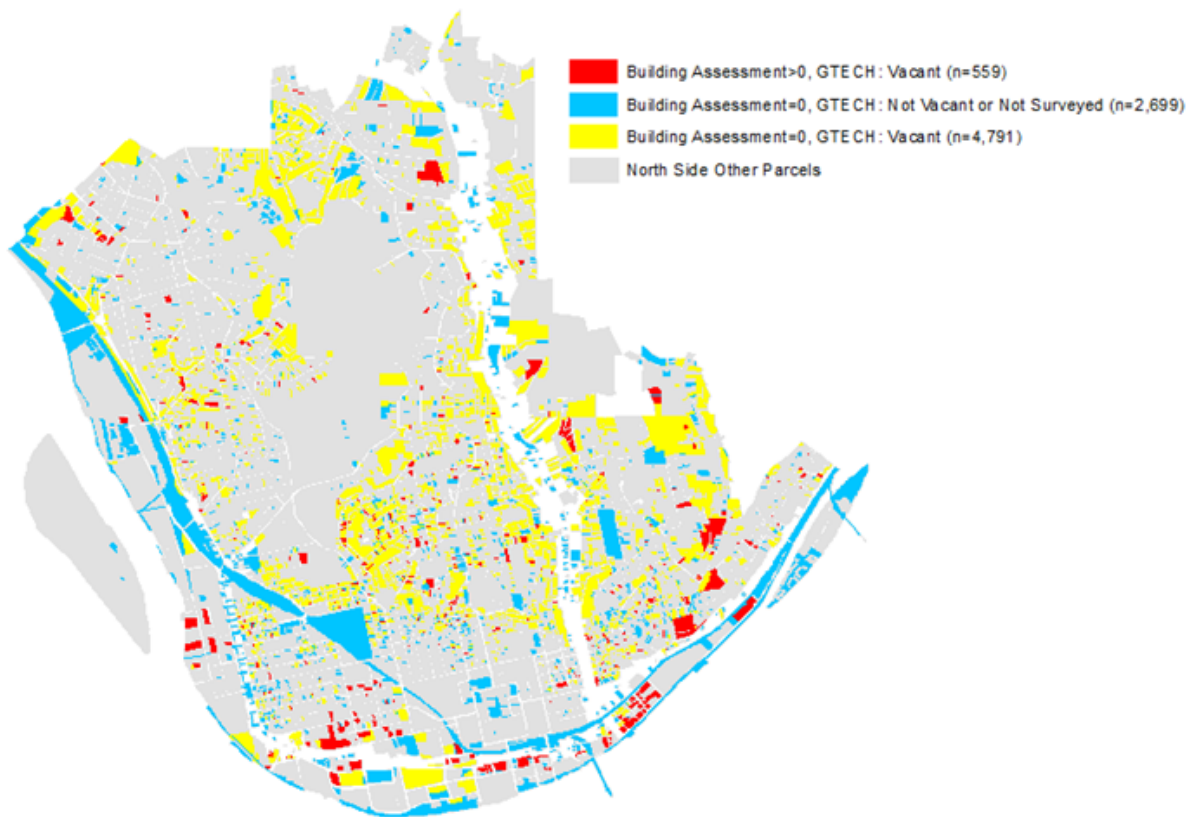 Building Assessment>0, GTECH: Vacant (n=559)
Building Assessment=0, GTECH: Not Vacant or Not Surveyed (n=2,699)
Building Assessment=0, GTECH: Vacant (n=4,791)
North Side Other Parcels